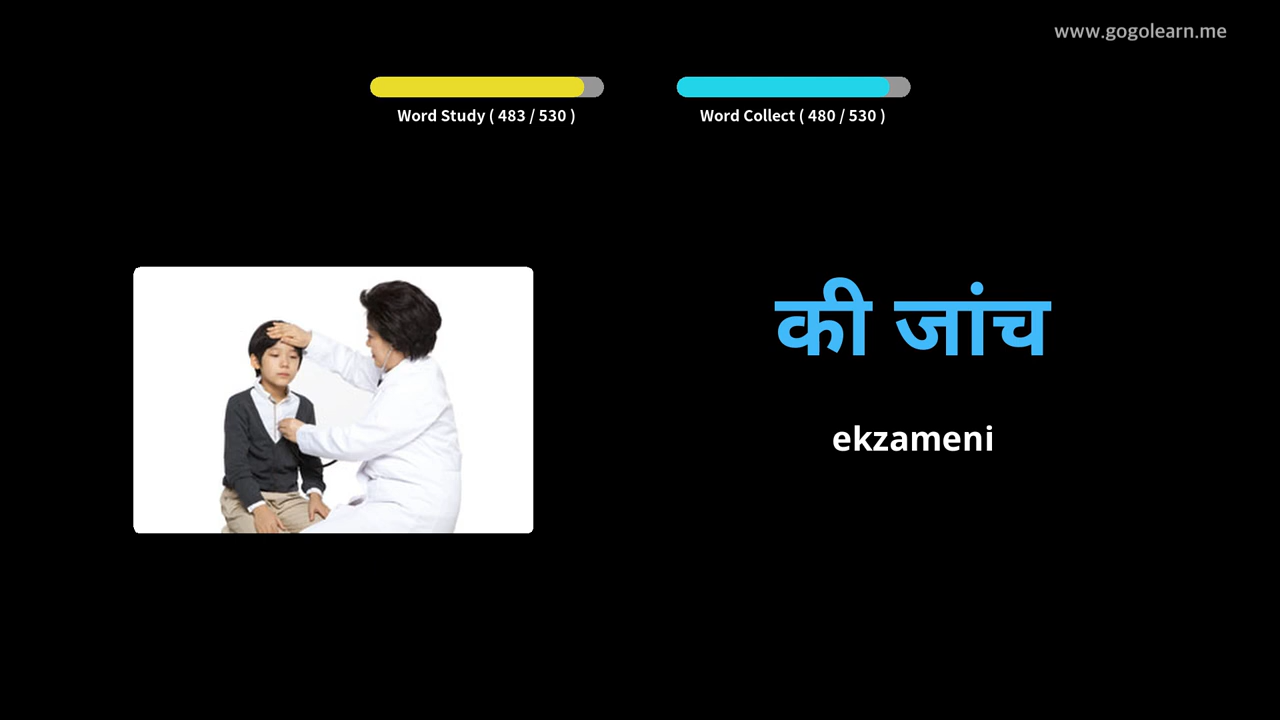 www.gogolearn.me
Word Study ( 483 / 530 )
Word Collect ( 480 / 530 )
की जांच
ekzameni